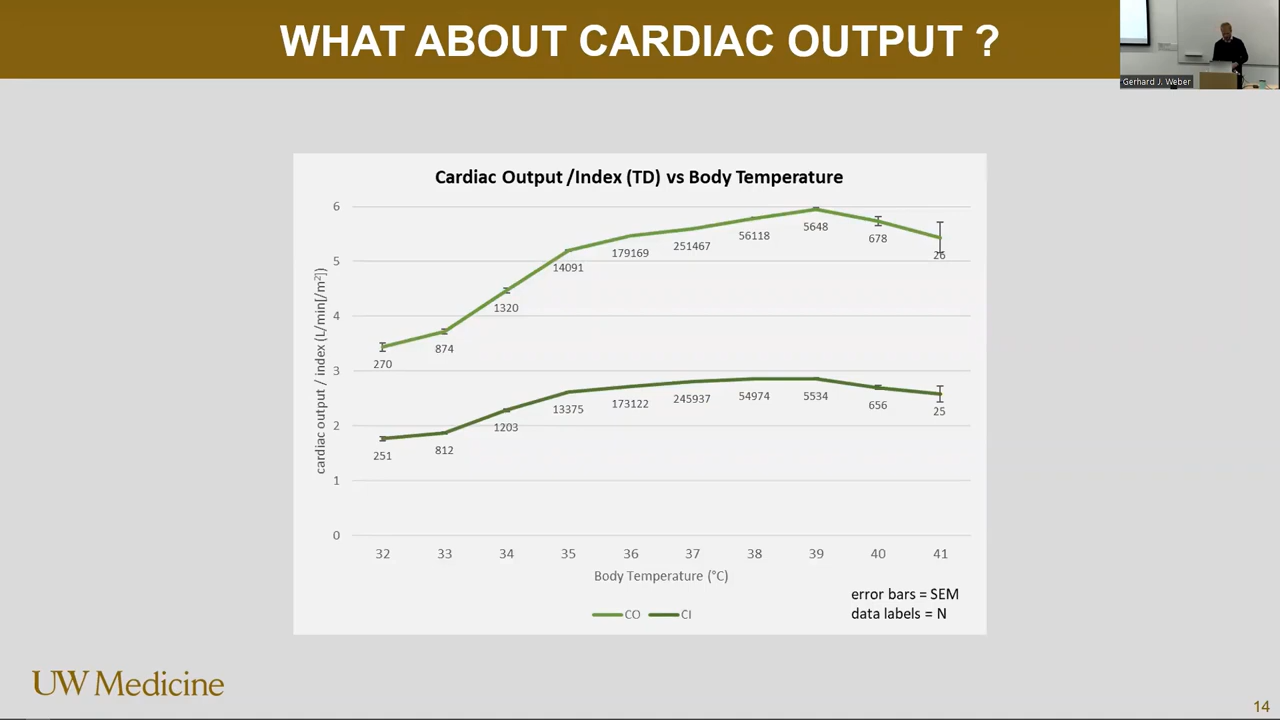 WHAT ABOUT CARDIAC OUTPUT ?
Gerhard J. Weber
Cardiac Output /Index (TD) vs Body Temperature
cardiac output / index (L/min[/m²])
6
5
4
3
2
1
0
270
874
1320
14091
179169
251467
56118
5648
678
26
251
812
1203
13375
173122
245937
54974
5534
656
25
32 33 34 35 36 37 38 39 40 41
Body Temperature (°C)
CO CI
error bars = SEM
data labels = N
UW Medicine
14